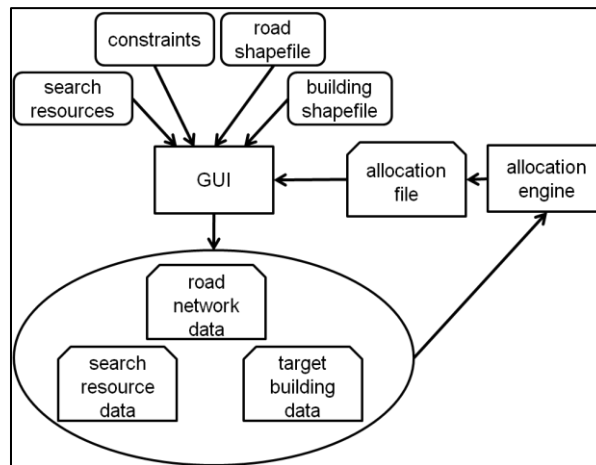 constraints
road
shapefile
search
resources
building
shapefile
GUI
allocation
file
allocation
engine
road
network
data
search
resource
data
target
building
data